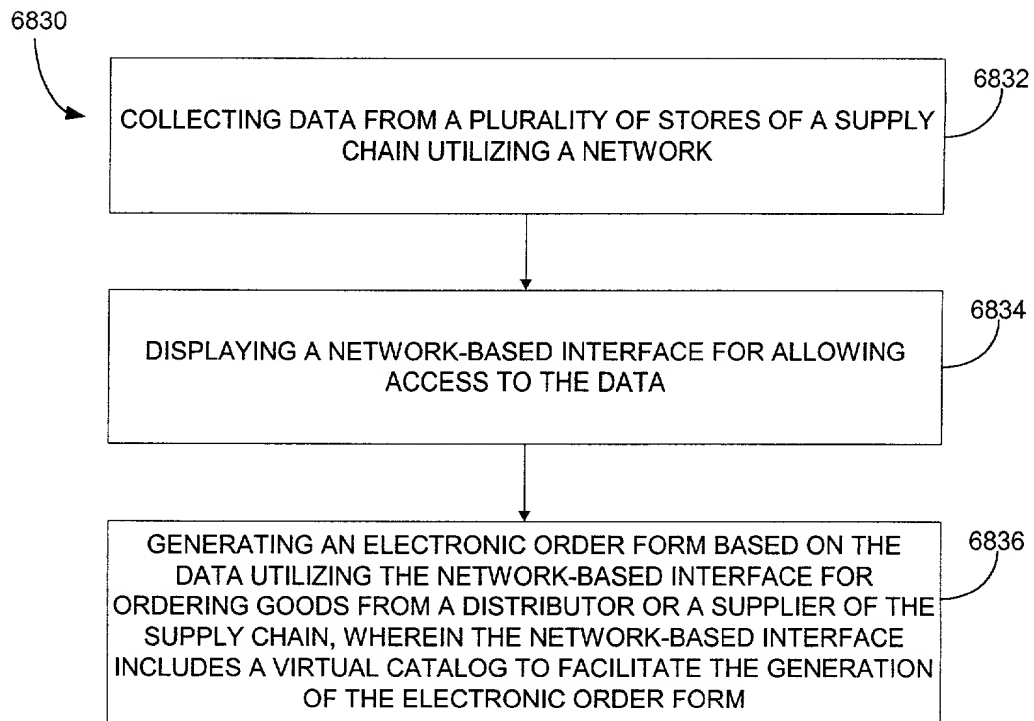 6830
6832
COLLECTING DATA FROM A PLURALITY OF STORES OF A SUPPLY
CHAIN UTILIZING A NETWORK
6834
DISPLAYING A NETWORK-BASED INTERFACE FOR ALLOWING
ACCESS TO THE DATA
6836
GENERATING AN ELECTRONIC ORDER FORM BASED ON THE
DATA UTILIZING THE NETWORK-BASED INTERFACE FOR
ORDERING GOODS FROM A DISTRIBUTOR OR A SUPPLIER OF THE
SUPPLY CHAIN, WHEREIN THE NETWORK-BASED INTERFACE
INCLUDES A VIRTUAL CATALOG TO FACILITATE THE GENERATION
OF THE ELECTRONIC ORDER FORM